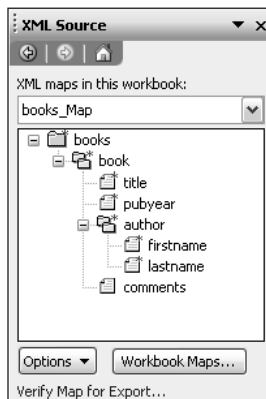 XML Source
XML maps in this workbook:
books_Map
books
book
title
pubyear
author
firstname
lastname
comments
Options
Workbook Maps...
Verify Map for Export...